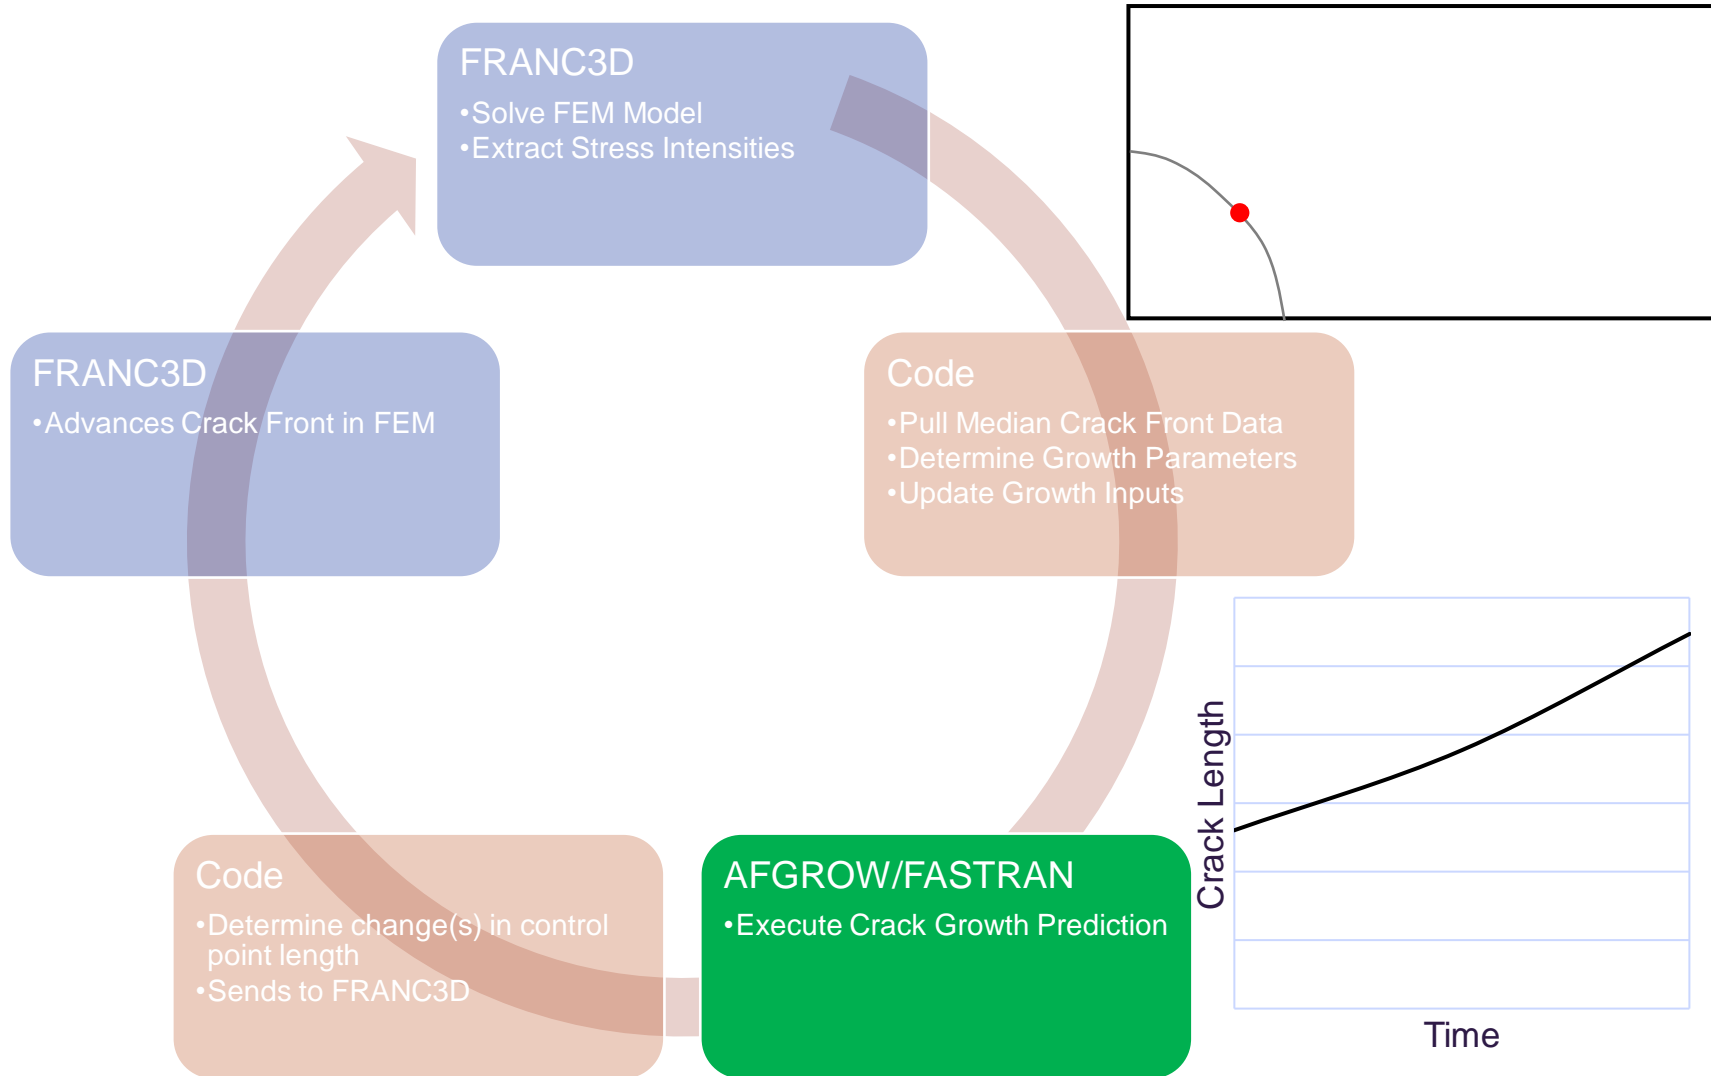 FRANC3D
•Solve FEM Model
•Extract Stress Intensities
Code
•Pull Median Crack Front Data
•Determine Growth Parameters
•Update Growth Inputs
AFGROW/FASTRAN
•Execute Crack Growth Prediction
Code
•Determine change(s) in control
point length
•Sends to FRANC3D
FRANC3D
•Advances Crack Front in FEM
Crack Length
Time